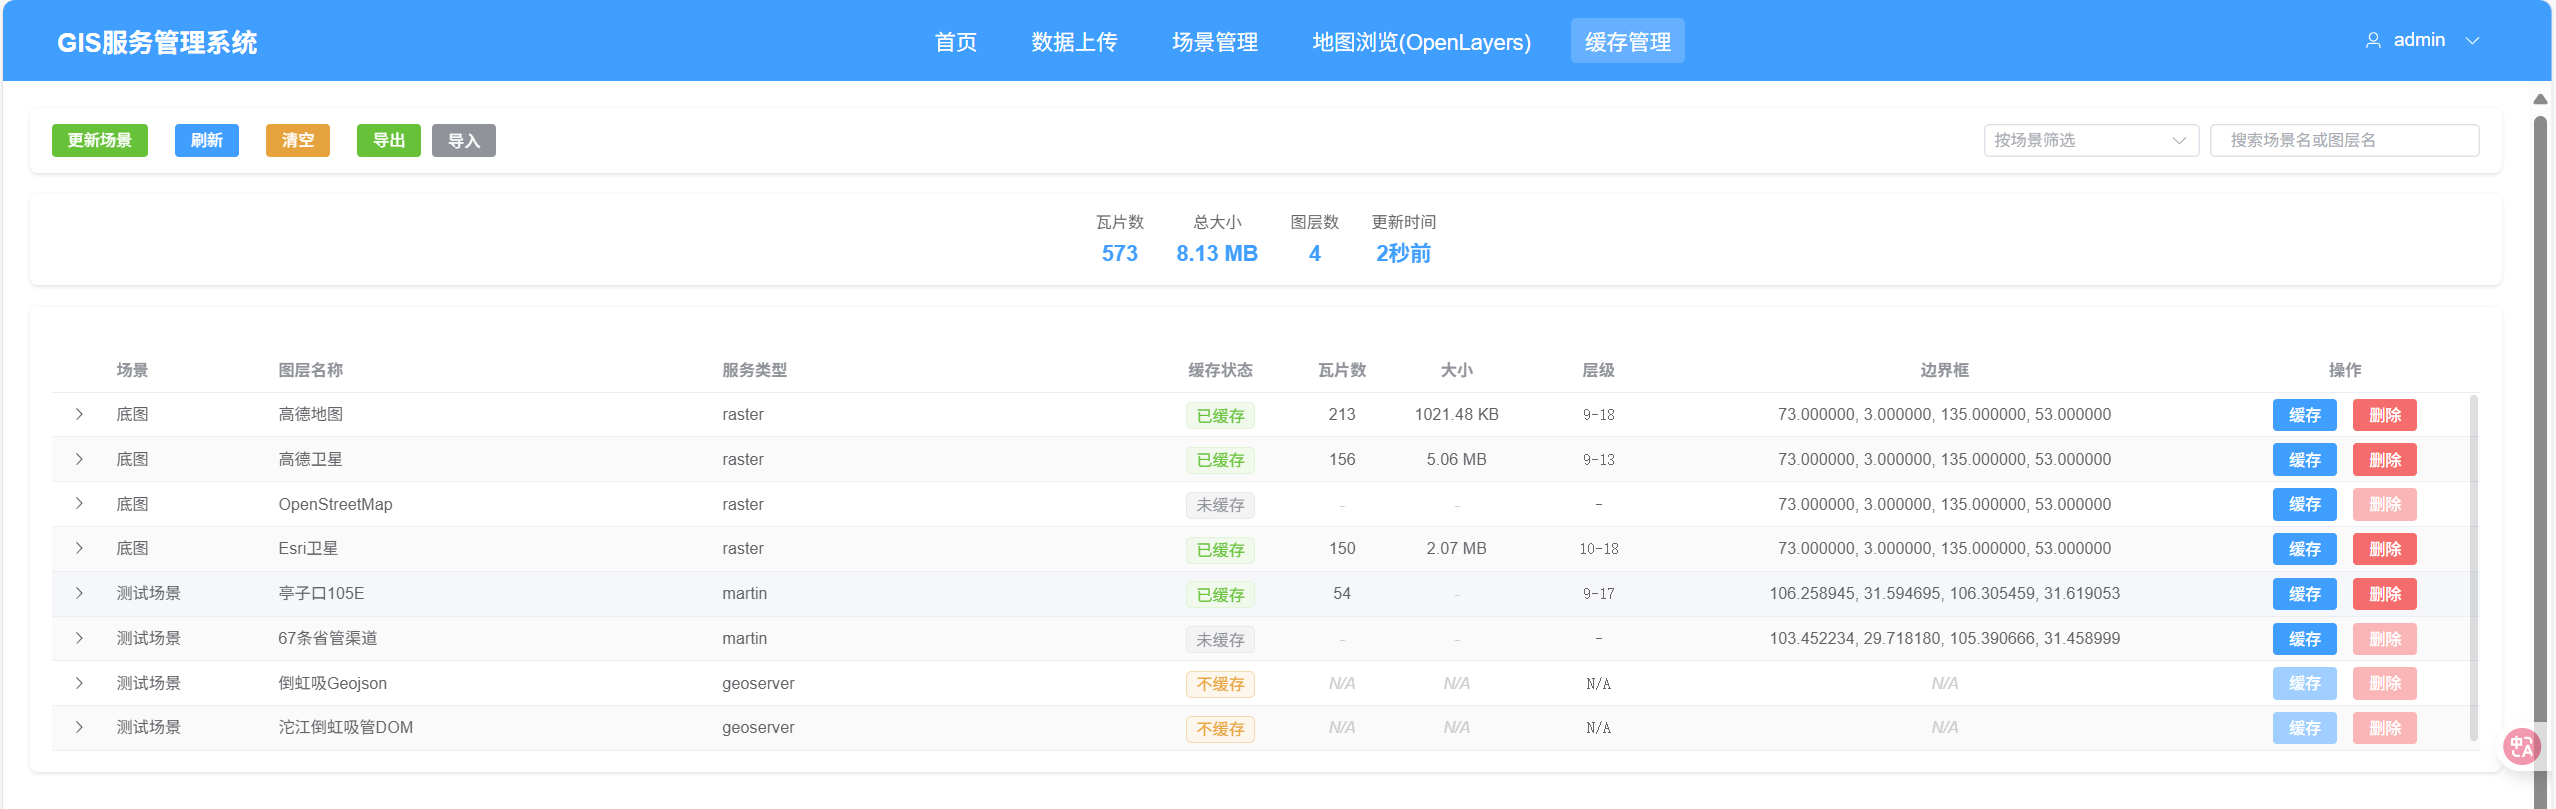 GIS服务管理系统 首页 数据上传 场景管理 地图浏览(OpenLayers) 缓存管理 admin
更新场景 刷新 清空 导出 导入 按场景筛选 搜索场景名或图层名
瓦片数 总大小 图层数 更新时间
573 8.13 MB 4 2秒前
场景 图层名称 服务类型 缓存状态 瓦片数 大小 层级 边界框 操作
底图 高德地图 raster 已缓存 213 1021.48 KB 9-18 73.000000, 3.000000, 135.000000, 53.000000 缓存 删除
底图 高德卫星 raster 已缓存 156 5.06 MB 9-13 73.000000, 3.000000, 135.000000, 53.000000 缓存 删除
底图 OpenStreetMap raster 未缓存 - - - 73.000000, 3.000000, 135.000000, 53.000000 缓存 删除
底图 Esri卫星 raster 已缓存 150 2.07 MB 10-18 73.000000, 3.000000, 135.000000, 53.000000 缓存 删除
测试场景 亭子口105E martin 已缓存 54 - 9-17 106.258945, 31.594695, 106.305459, 31.619053 缓存 删除
测试场景 67条省管渠道 martin 未缓存 - - - 103.452234, 29.718180, 105.390666, 31.458999 缓存 删除
测试场景 倒虹吸Geojson geoserver 不缓存 N/A N/A N/A N/A 缓存 删除
测试场景 沱江倒虹吸管DOM geoserver 不缓存 N/A N/A N/A N/A 缓存 删除
中A